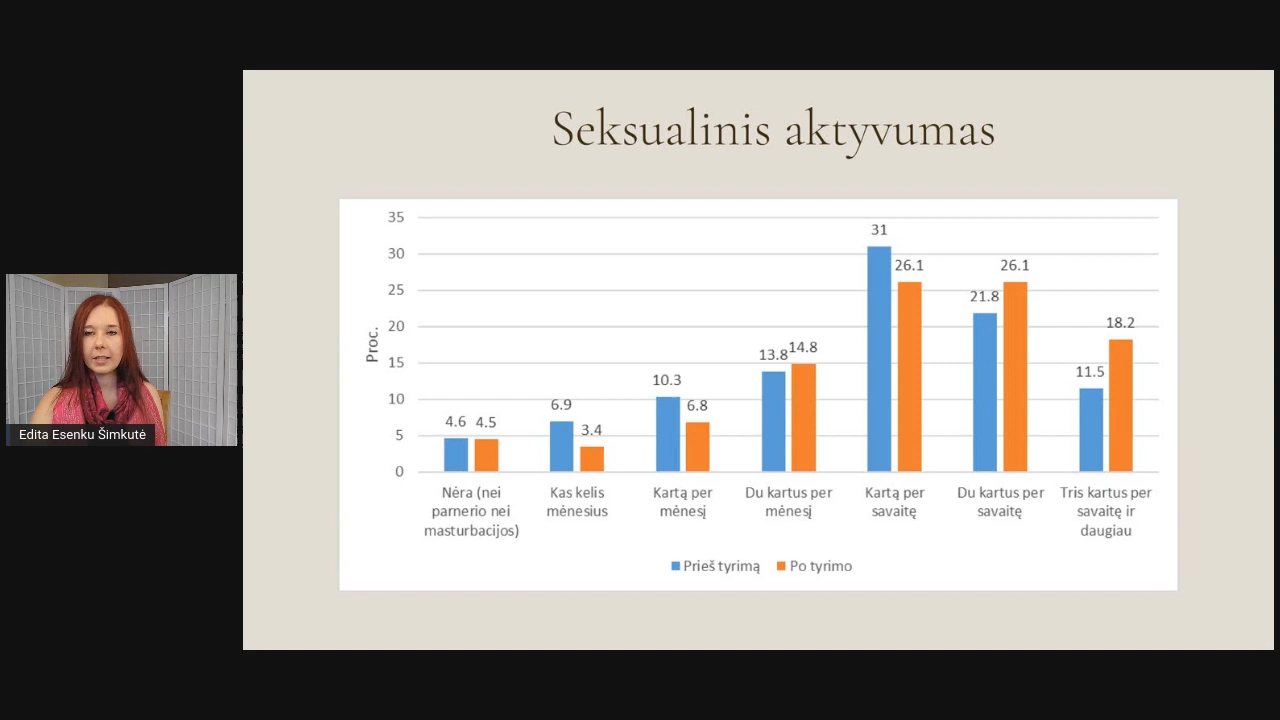 Seksualinis aktyvumas
35
30
25
20
15
10
5
0
Proc.
4.6 4.5
6.9 3.4
10.3 6.8
13.8 14.8
31 26.1
21.8 26.1
11.5 18.2
Nėra (nei
parnerio nei
masturbacijos)
Kas kelis
mėnesius
Kartą per
mėnesį
Du kartus per
mėnesį
Kartą per
savaitę
Du kartus per
savaitę
Tris kartus per
savaitę ir
daugiau
Prieš tyrimą Po tyrimo
Edita Esenku Šimkutė